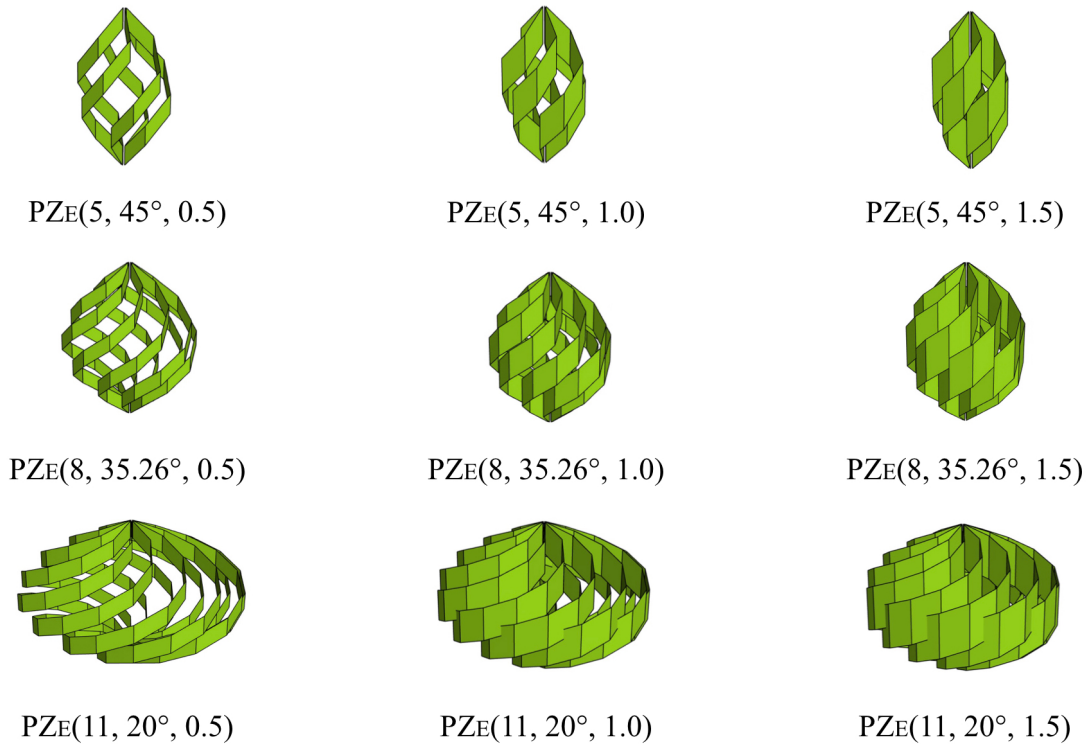 PZE(5, 45°, 0.5) PZE(5, 45°, 1.0) PZE(5, 45°, 1.5)
PZE(8, 35.26°, 0.5) PZE(8, 35.26°, 1.0) PZE(8, 35.26°, 1.5)
PZE(11, 20°, 0.5) PZE(11, 20°, 1.0) PZE(11, 20°, 1.5)